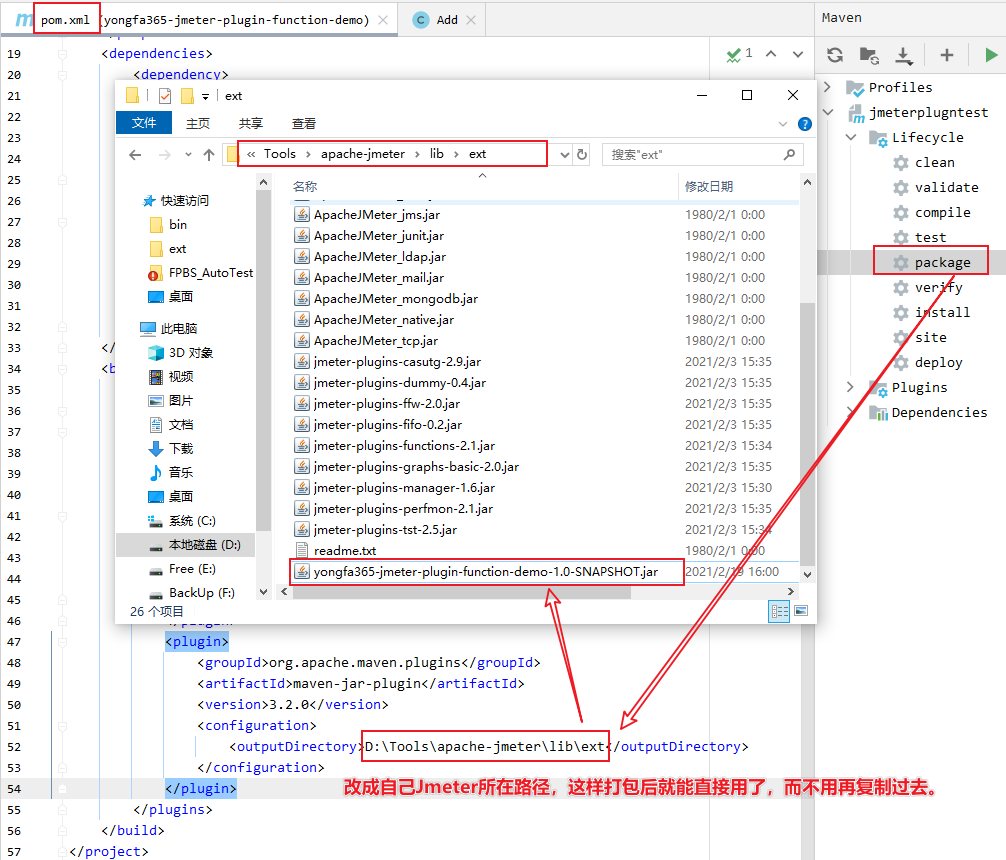 pom.xml (yongfa365-jmeter-plugin-function-demo)
Add
Maven
19 <dependencies>
20 <dependency>
1
ext
文件 主页 共享 查看
« Tools › apache-jmeter › lib › ext
搜索"ext"
快速访问
bin
ext
FPBS_AutoTest
桌面
此电脑
3D 对象
视频
图片
文档
下载
音乐
桌面
系统 (C:)
本地磁盘 (D:)
Free (E:)
BackUp (F:)
26 个项目
名称 修改日期
ApacheJMeter_jms.jar 1980/2/1 0:00
ApacheJMeter_junit.jar 1980/2/1 0:00
ApacheJMeter_ldap.jar 1980/2/1 0:00
ApacheJMeter_mail.jar 1980/2/1 0:00
ApacheJMeter_mongodb.jar 1980/2/1 0:00
ApacheJMeter_native.jar 1980/2/1 0:00
ApacheJMeter_tcp.jar 1980/2/1 0:00
jmeter-plugins-casutg-2.9.jar 2021/2/3 15:35
jmeter-plugins-dummy-0.4.jar 2021/2/3 15:35
jmeter-plugins-ffw-2.0.jar 2021/2/3 15:35
jmeter-plugins-fifo-0.2.jar 2021/2/3 15:35
jmeter-plugins-functions-2.1.jar 2021/2/3 15:34
jmeter-plugins-graphs-basic-2.0.jar 2021/2/3 15:35
jmeter-plugins-manager-1.6.jar 2021/2/3 15:30
jmeter-plugins-perfmon-2.1.jar 2021/2/3 15:35
jmeter-plugins-tst-2.5.jar 2021/2/3 15:34
readme.txt 1980/2/1 0:00
yongfa365-jmeter-plugin-function-demo-1.0-SNAPSHOT.jar 2021/2/19 16:00
21
22
23
24
25
26
27
28
29
30
31
32
33 </
34 <b
35
36
37
38
39
40
41
42
43
44
45
46
47 <plugin>
48 <groupId>org.apache.maven.plugins</groupId>
49 <artifactId>maven-jar-plugin</artifactId>
50 <version>3.2.0</version>
51 <configuration>
52 <outputDirectory>D:\Tools\apache-jmeter\lib\ext</outputDirectory>
53 </configuration>
54 </plugin>
改成自己Jmeter所在路径，这样打包后就能直接用了，而不用再复制过去。
55 </plugins>
56 </build>
57 </project>
Profiles
jmeterplugntest
Lifecycle
clean
validate
compile
test
package
verify
install
site
deploy
Plugins
Dependencies